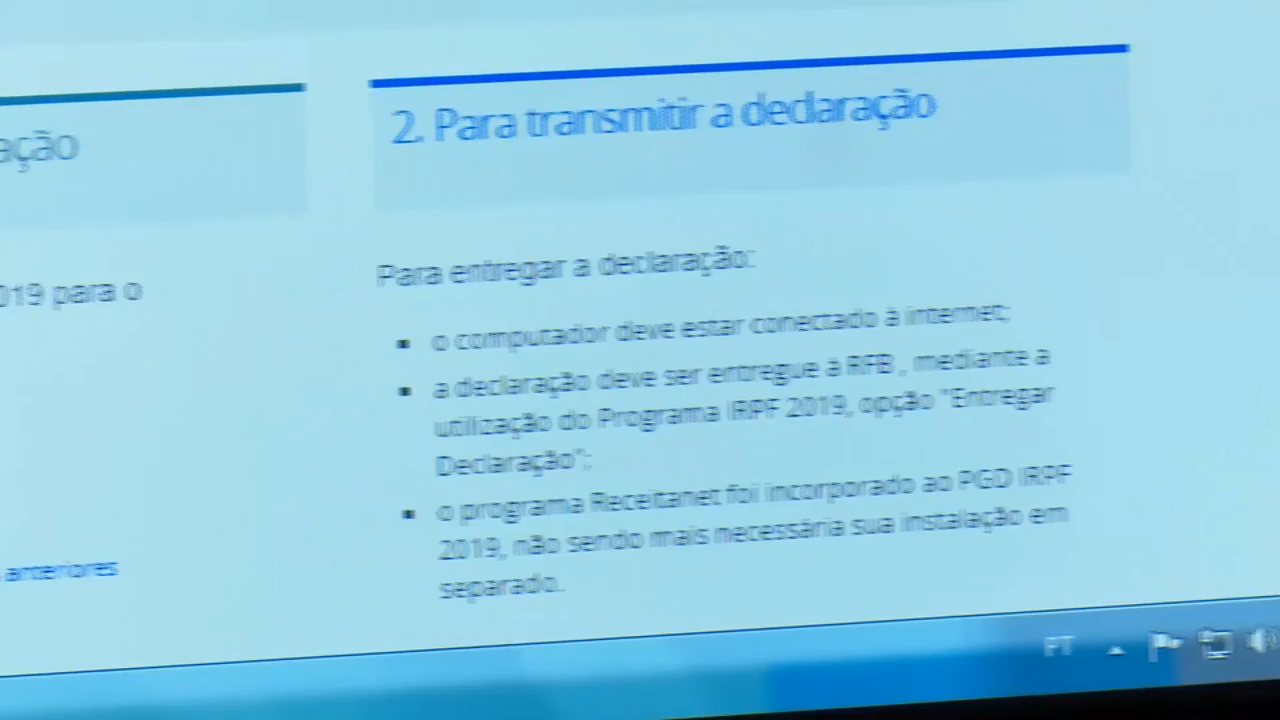 ação
019 para o
anteriores
2. Para transmitir a declaração
Para entregar a declaração:
▪ o computador deve estar conectado à internet;
▪ a declaração deve ser entregue à RFB , mediante a
utilização do Programa IRPF 2019, opção "Entregar
Declaração";
▪ o programa Receitanet foi incorporado ao PGD IRPF
2019, não sendo mais necessária sua instalação em
separado.
PT